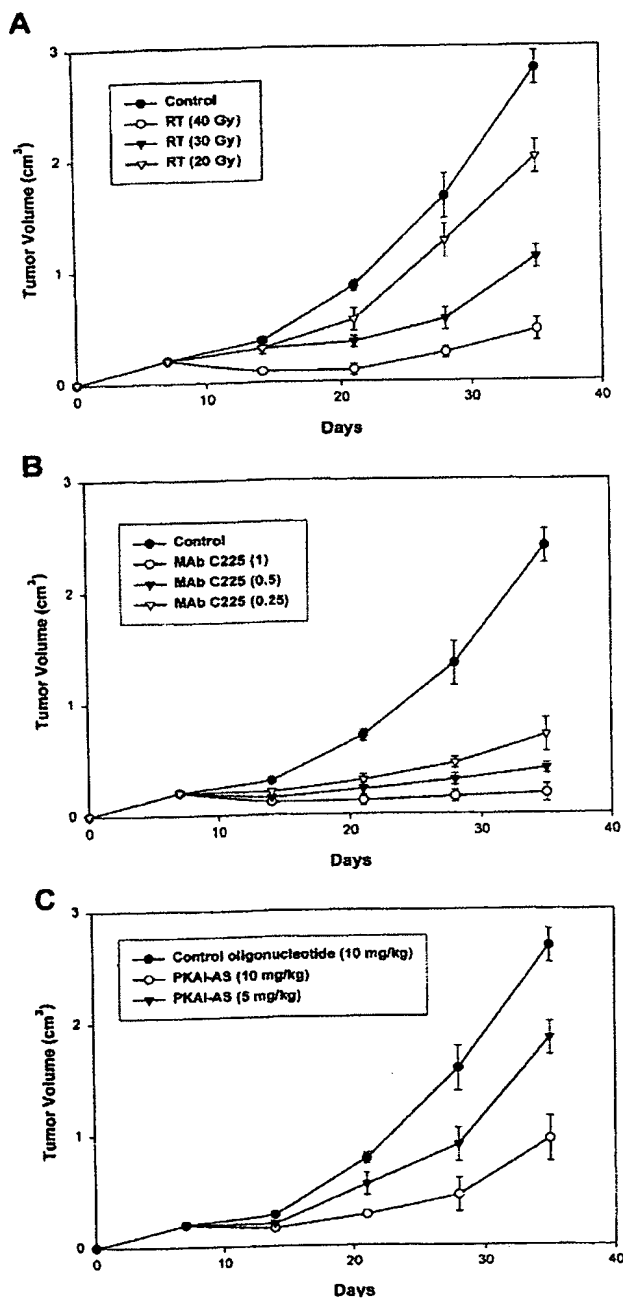 A
Tumor Volume (cm³)
3
2
1
0
Control
RT (40 Gy)
RT (30 Gy)
RT (20 Gy)
0
10
20
30
40
Days
B
Tumor Volume (cm³)
3
2
1
0
Control
MAb C225 (1)
MAb C225 (0.5)
MAb C225 (0.25)
0
10
20
30
40
Days
C
Tumor Volume (cm³)
3
2
1
0
Control oligonucleotide (10 mg/kg)
PKAI-AS (10 mg/kg)
PKAI-AS (5 mg/kg)
0
10
20
30
40
Days